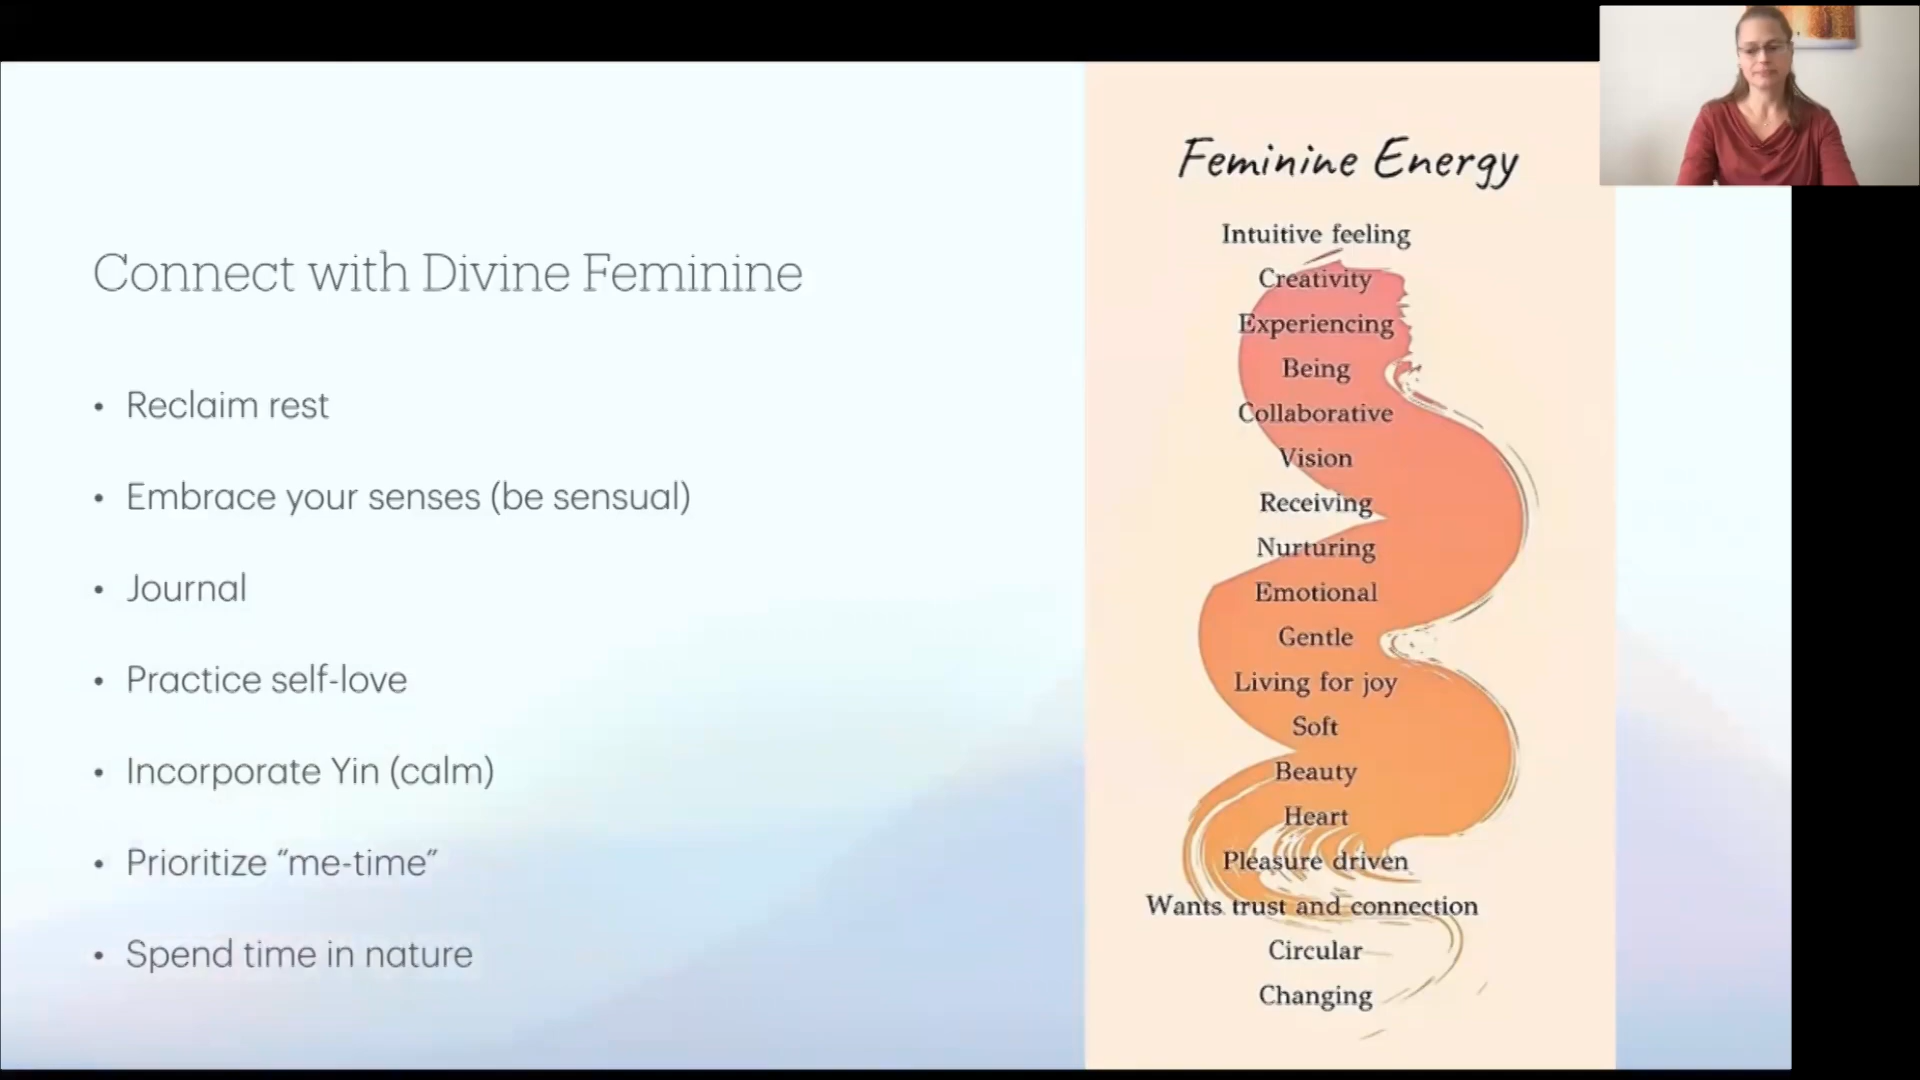 Connect with Divine Feminine
• Reclaim rest
• Embrace your senses (be sensual)
• Journal
• Practice self-love
• Incorporate Yin (calm)
• Prioritize “me-time”
• Spend time in nature
Feminine Energy
Intuitive feeling
Creativity
Experiencing
Being
Collaborative
Vision
Receiving
Nurturing
Emotional
Gentle
Living for joy
Soft
Beauty
Heart
Pleasure driven
Wants trust and connection
Circular
Changing